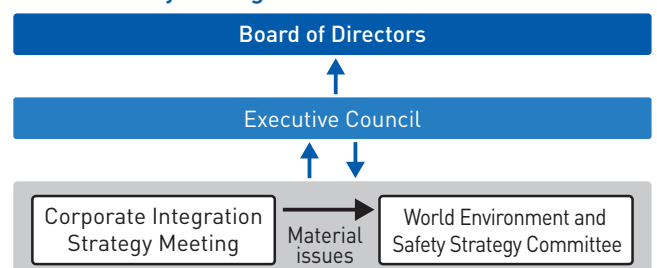 Board of Directors
Executive Council
Corporate Integration
Strategy Meeting
Material
issues
World Environment and
Safety Strategy Committee